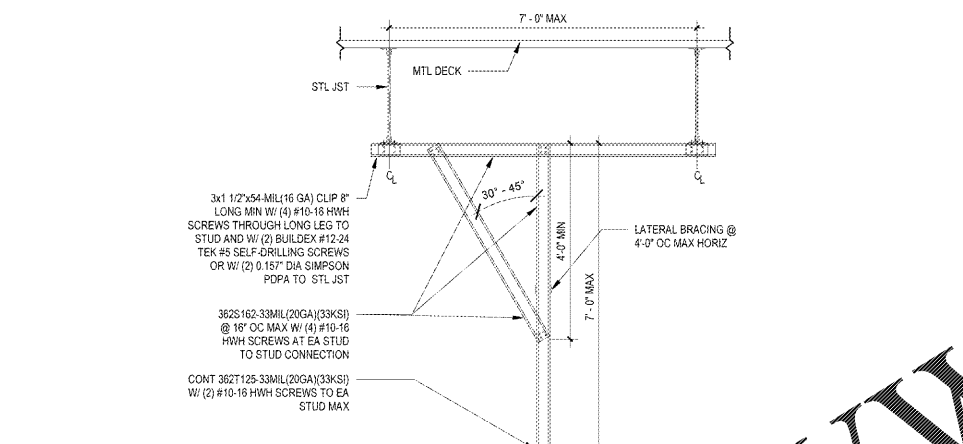 7' - 0" MAX
MTL DECK
STL JST
CL
CL
3x1 1/2"x54-MIL(16 GA) CLIP 8"
LONG MIN W/ (4) #10-16 HWH
SCREWS THROUGH LONG LEG TO
STUD AND W/ (2) BUILDEX #12-24
TEK #5 SELF-DRILLING SCREWS
OR W/ (2) 0.157" DIA SIMPSON
PDPA TO STL JST
30° - 45°
4'-0" MIN
7' - 0" MAX
LATERAL BRACING @
4'-0" OC MAX HORIZ
362S162-33MIL(20GA)(33KSI)
@ 16" OC MAX W/ (4) #10-16
HWH SCREWS AT EA STUD
TO STUD CONNECTION
CONT 362T125-33MIL(20GA)(33KSI)
W/ (2) #10-16 HWH SCREWS TO EA
STUD MAX